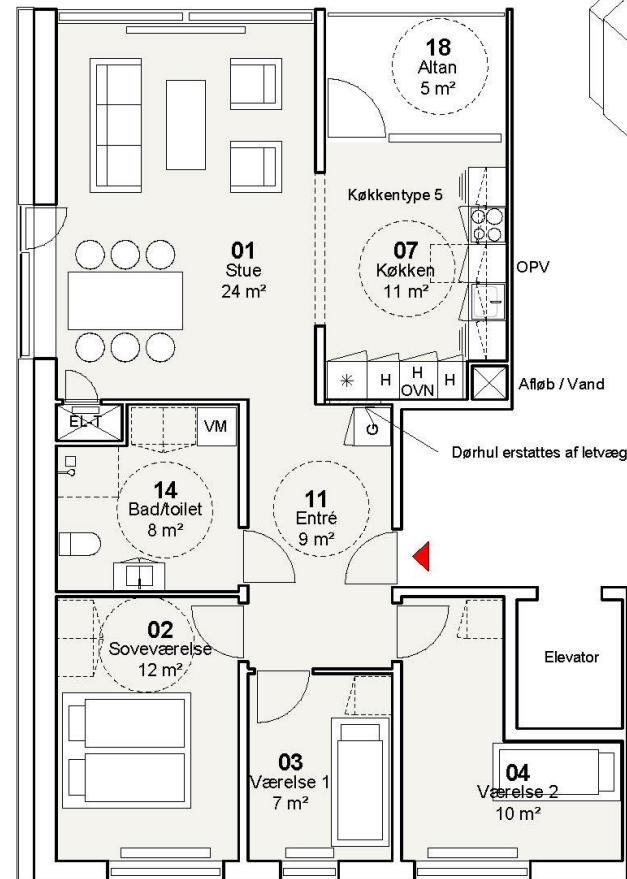 18
Altan
5 m²
Køkkentype 5
01
Stue
24 m²
07
Køkken
11 m²
OPV
H
H
OVN
H
Afløb / Vand
EL-T
VM
G
Dørhul erstattes af letvæg
14
Bad/toilet
8 m²
11
Entré
9 m²
02
Soveværelse
12 m²
Elevator
03
Værelse 1
7 m²
04
Værelse 2
10 m²